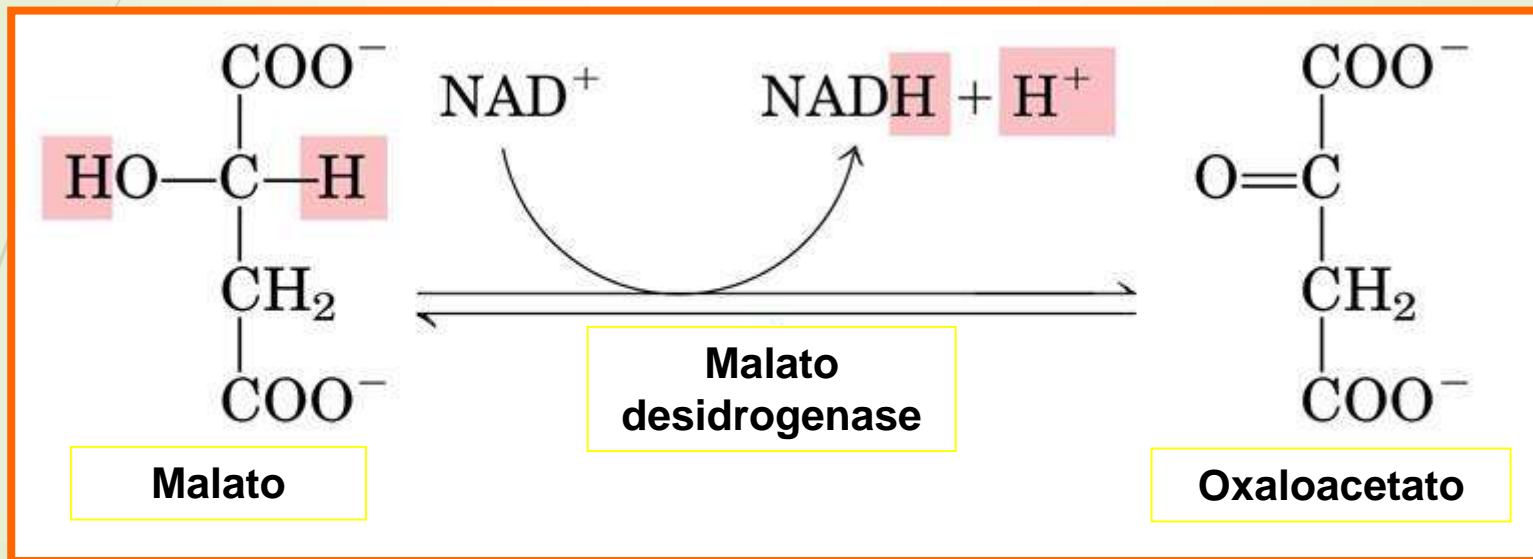 COO⁻
HO—C—H
CH₂
COO⁻
Malato
NAD⁺
NADH + H⁺
Malato
desidrogenase
COO⁻
O=C
CH₂
COO⁻
Oxaloacetato